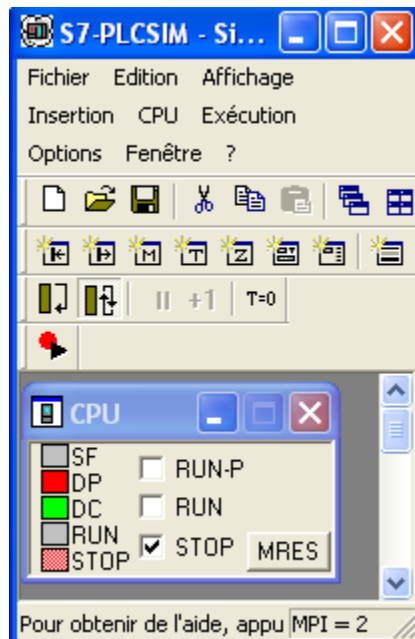 S7-PLCSIM - Si...
Fichier Edition Affichage
Insertion CPU Exécution
Options Fenêtre ?
M T Z
+1 T=0
CPU
SF
DP
DC
RUN
STOP
RUN-P
RUN
STOP
MRES
Pour obtenir de l'aide, appu MPI = 2